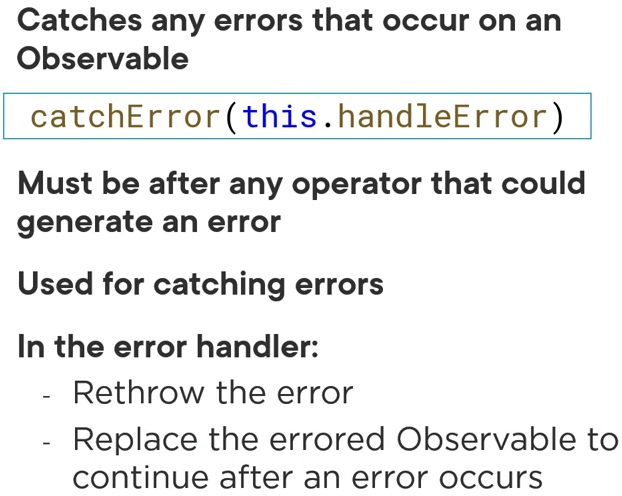 Catches any errors that occur on an
Observable
catchError(this.handleError)
Must be after any operator that could
generate an error
Used for catching errors
In the error handler:
- Rethrow the error
- Replace the errored Observable to
continue after an error occurs